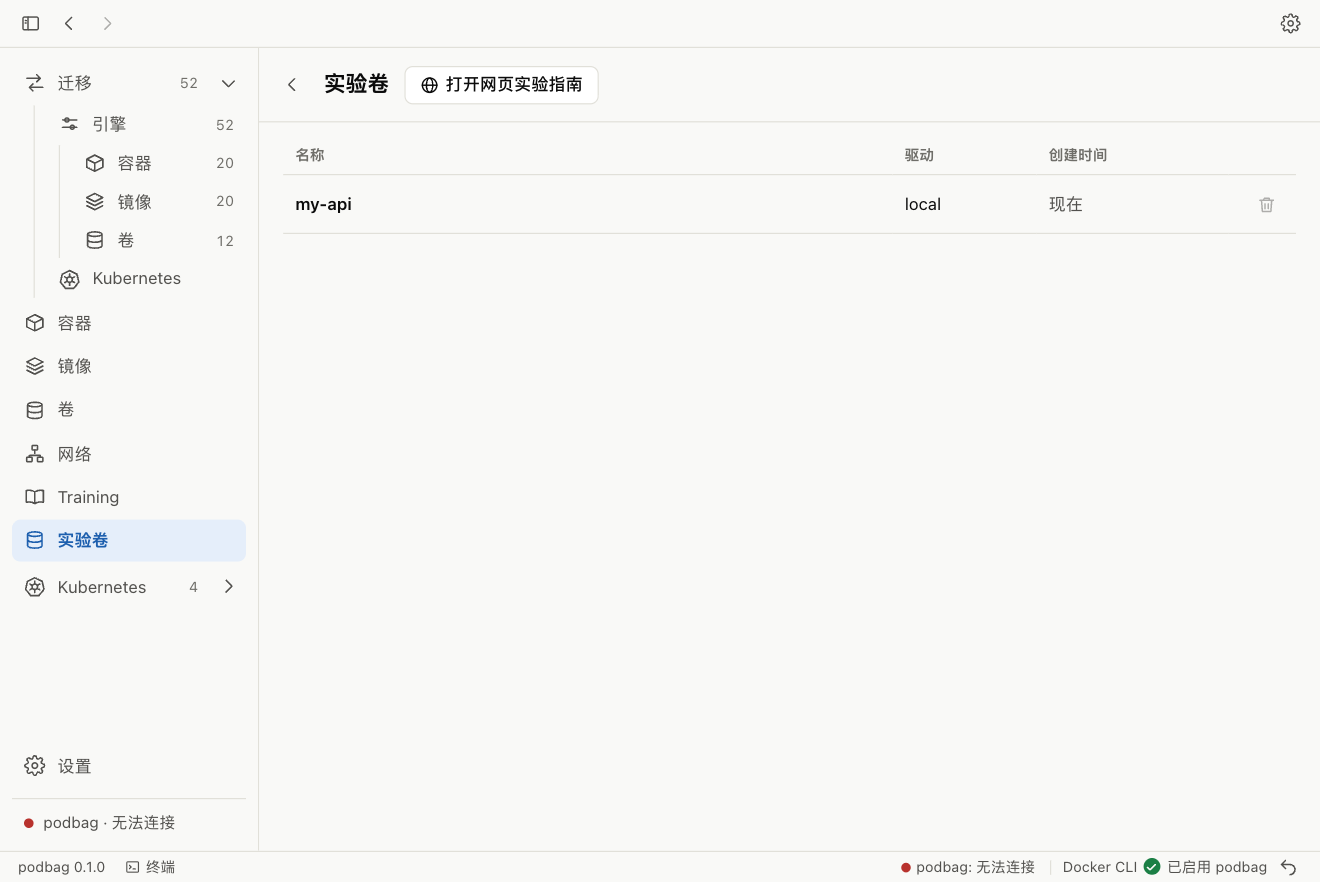 迁移 52
引擎 52
容器 20
镜像 20
卷 12
Kubernetes
容器
镜像
卷
网络
Training
实验卷
Kubernetes 4
设置
podbag · 无法连接
实验卷 打开网页实验指南
名称 驱动 创建时间
my-api local 现在
podbag 0.1.0 终端 podbag: 无法连接 Docker CLI 已启用 podbag